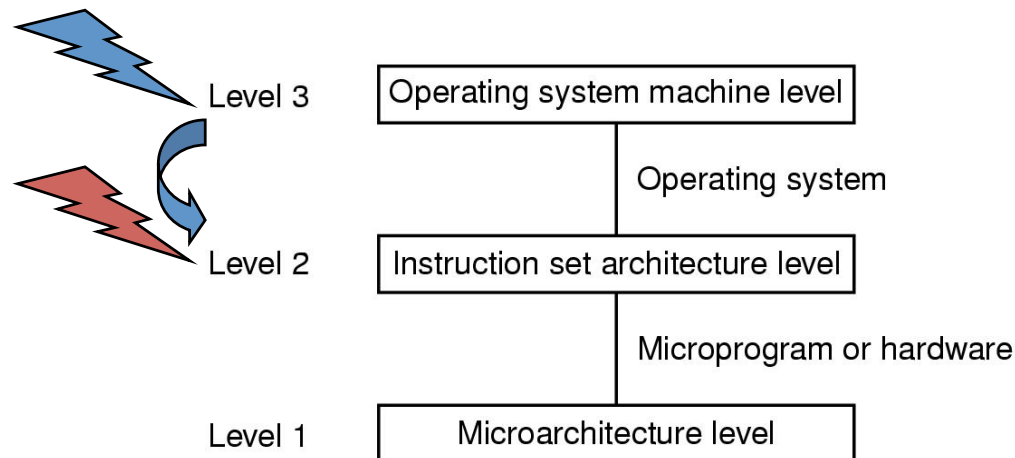 Level 3
Operating system machine level
Operating system
Level 2
Instruction set architecture level
Microprogram or hardware
Level 1
Microarchitecture level